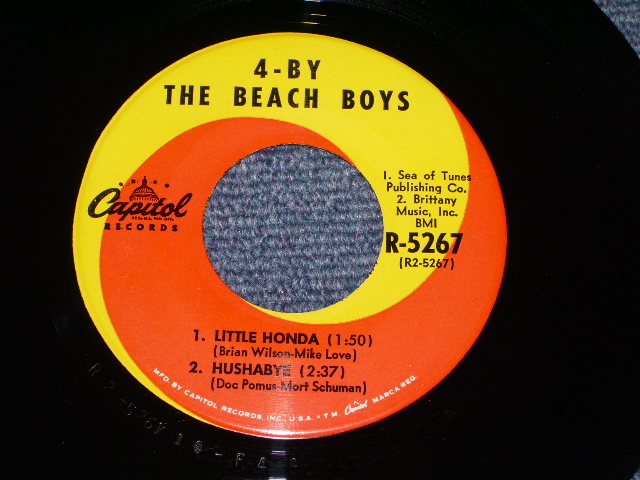 4-BY
THE BEACH BOYS
1. Sea of Tunes
Publishing Co.
2. Brittany
Music, Inc.
BMI
Capitol
RECORDS
R-5267
(R2-5267)
1. LITTLE HONDA (1:50)
(Brian Wilson-Mike Love)
2. HUSHABYE (2:37)
(Doc Pomus-Mort Schuman)
MFD BY CAPITOL RECORDS, INC., U.S.A. • T.M. Capitol MARCA REG.